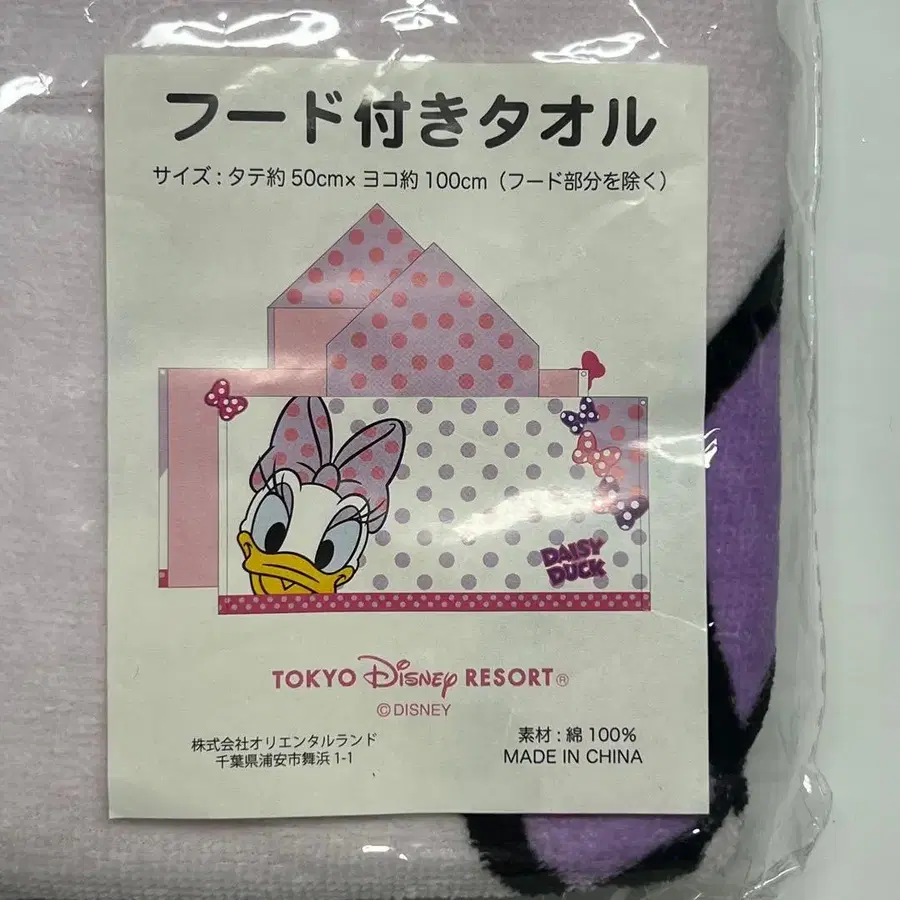 フード付きタオル
サイズ : タテ約 50cm× ヨコ約 100cm（フード部分を除く）
DAISY
DUCK
TOKYO Disney RESORT®
©DISNEY
株式会社オリエンタルランド
千葉県浦安市舞浜 1-1
素材 : 綿 100%
MADE IN CHINA